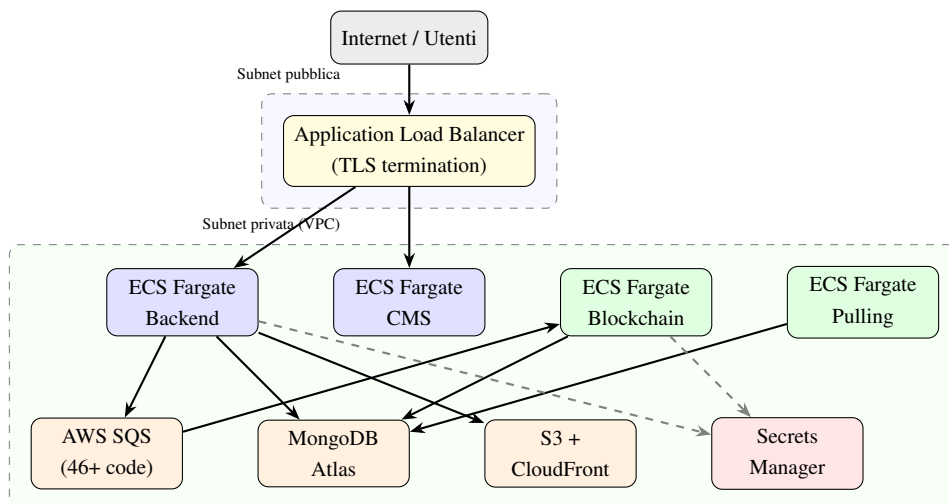 Internet / Utenti
Subnet pubblica
Application Load Balancer
(TLS termination)
Subnet privata (VPC)
ECS Fargate
Backend
ECS Fargate
CMS
ECS Fargate
Blockchain
ECS Fargate
Pulling
AWS SQS
(46+ code)
MongoDB
Atlas
S3 +
CloudFront
Secrets
Manager